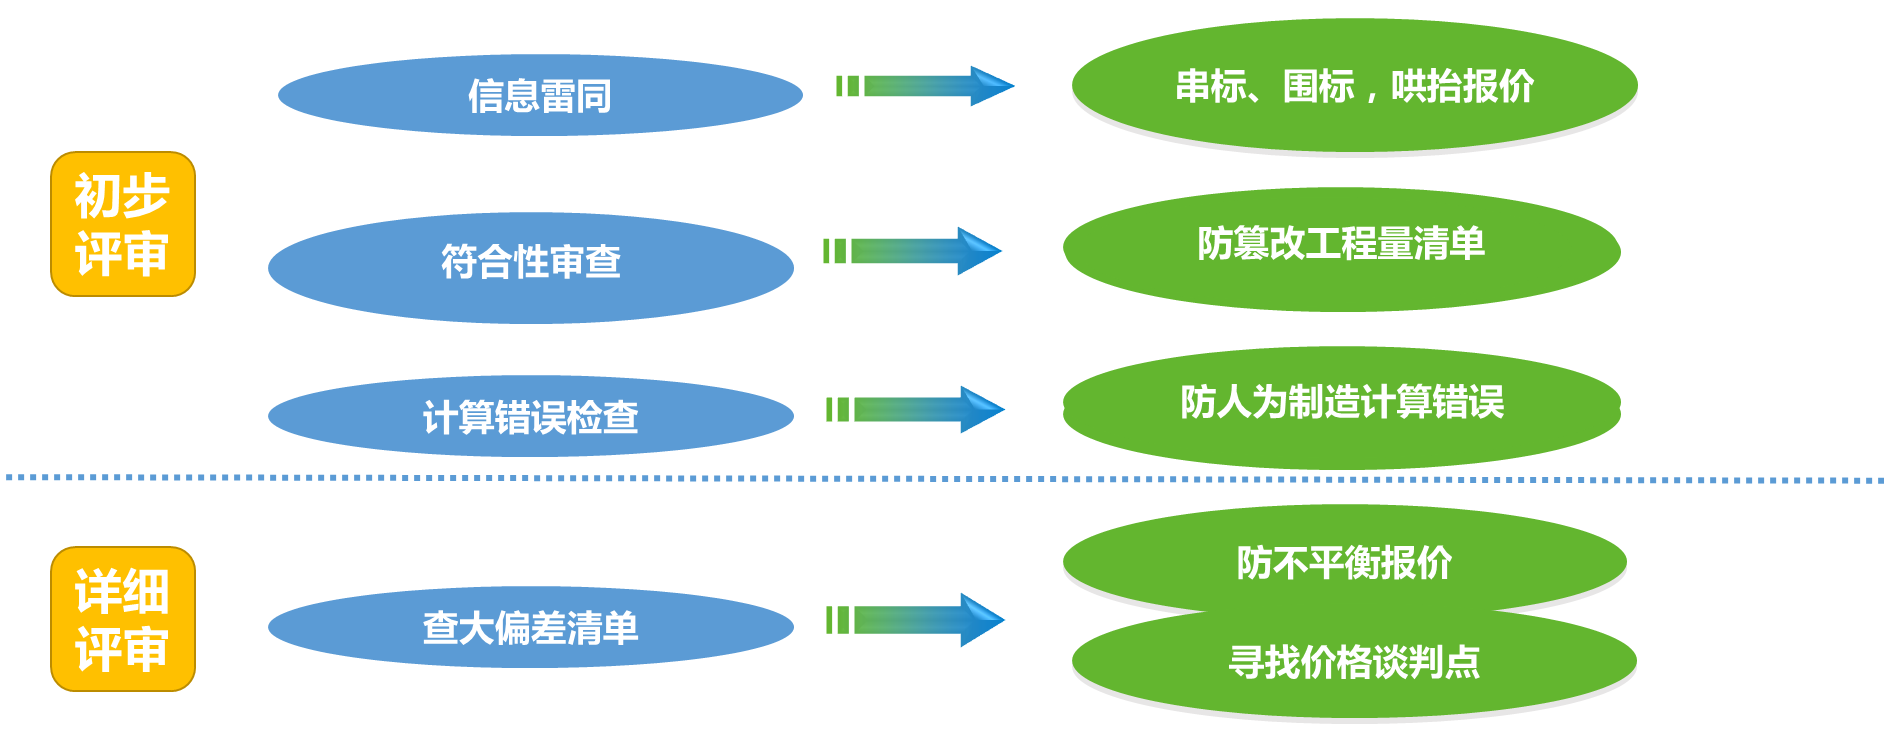 信息雷同
串标、围标，哄抬报价
初步
评审
符合性审查
防篡改工程量清单
计算错误检查
防人为制造计算错误
详细
评审
查大偏差清单
防不平衡报价
寻找价格谈判点